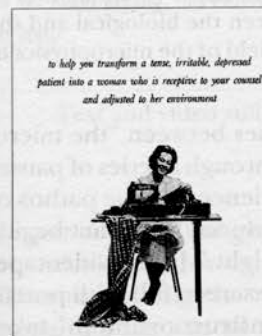 to help you transform a tense, irritable, depressed
patient into a woman who is receptive to your counsel
and adjusted to her environment